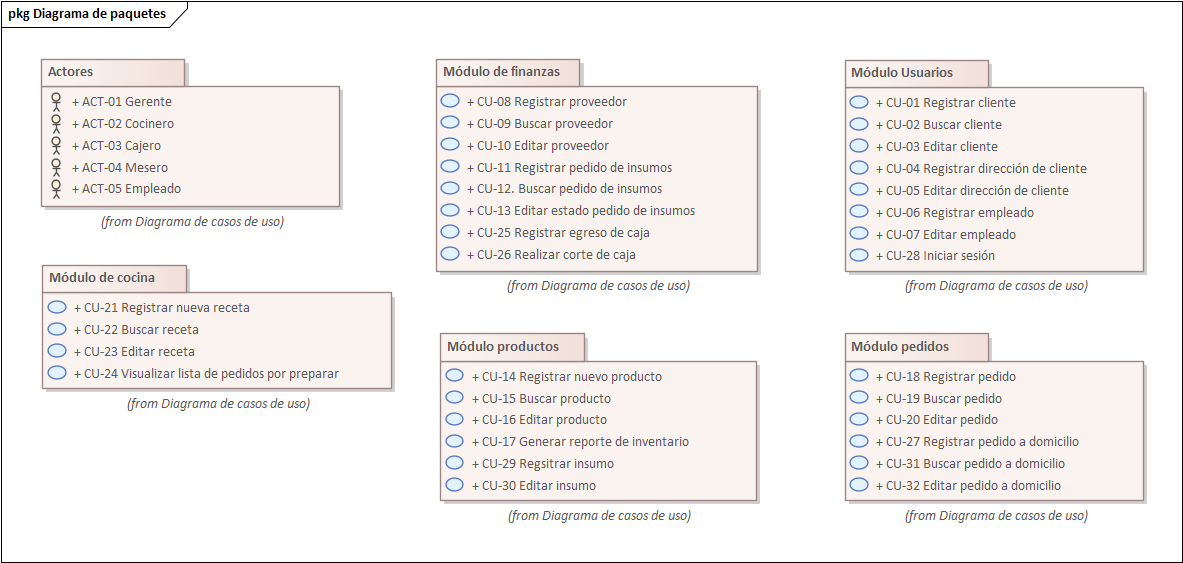 pkg Diagrama de paquetes
Actores
+ ACT-01 Gerente
+ ACT-02 Cocinero
+ ACT-03 Cajero
+ ACT-04 Mesero
+ ACT-05 Empleado
(from Diagrama de casos de uso)
Módulo de finanzas
+ CU-08 Registrar proveedor
+ CU-09 Buscar proveedor
+ CU-10 Editar proveedor
+ CU-11 Registrar pedido de insumos
+ CU-12. Buscar pedido de insumos
+ CU-13 Editar estado pedido de insumos
+ CU-25 Registrar egreso de caja
+ CU-26 Realizar corte de caja
(from Diagrama de casos de uso)
Módulo Usuarios
+ CU-01 Registrar cliente
+ CU-02 Buscar cliente
+ CU-03 Editar cliente
+ CU-04 Registrar dirección de cliente
+ CU-05 Editar dirección de cliente
+ CU-06 Registrar empleado
+ CU-07 Editar empleado
+ CU-28 Iniciar sesión
(from Diagrama de casos de uso)
Módulo de cocina
+ CU-21 Registrar nueva receta
+ CU-22 Buscar receta
+ CU-23 Editar receta
+ CU-24 Visualizar lista de pedidos por preparar
(from Diagrama de casos de uso)
Módulo productos
+ CU-14 Registrar nuevo producto
+ CU-15 Buscar producto
+ CU-16 Editar producto
+ CU-17 Generar reporte de inventario
+ CU-29 Regsitrar insumo
+ CU-30 Editar insumo
(from Diagrama de casos de uso)
Módulo pedidos
+ CU-18 Registrar pedido
+ CU-19 Buscar pedido
+ CU-20 Editar pedido
+ CU-27 Registrar pedido a domicilio
+ CU-31 Buscar pedido a domicilio
+ CU-32 Editar pedido a domicilio
(from Diagrama de casos de uso)